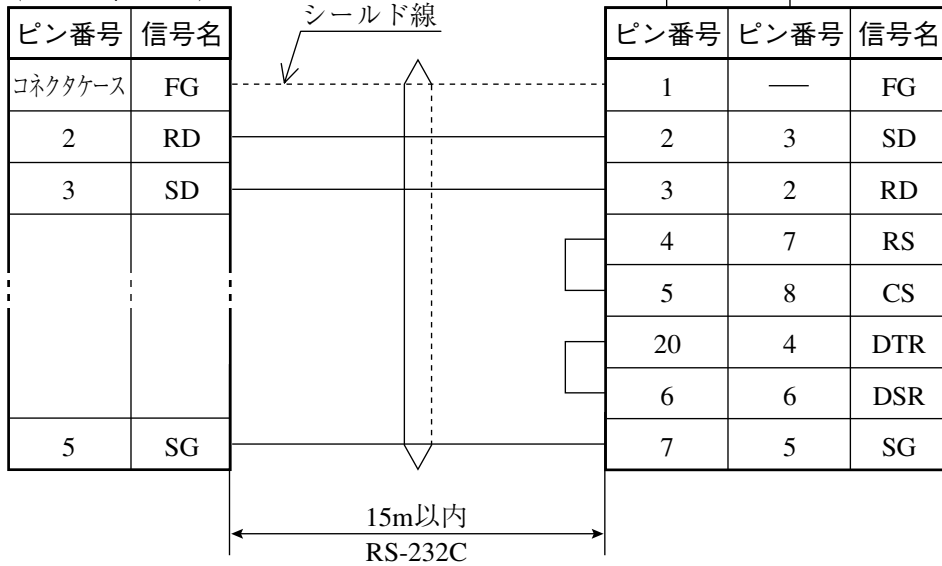 シールド線
ピン番号 信号名
コネクタケース FG
2 RD
3 SD
5 SG
ピン番号 ピン番号 信号名
1 — FG
2 3 SD
3 2 RD
4 7 RS
5 8 CS
20 4 DTR
6 6 DSR
7 5 SG
15m以内
RS-232C